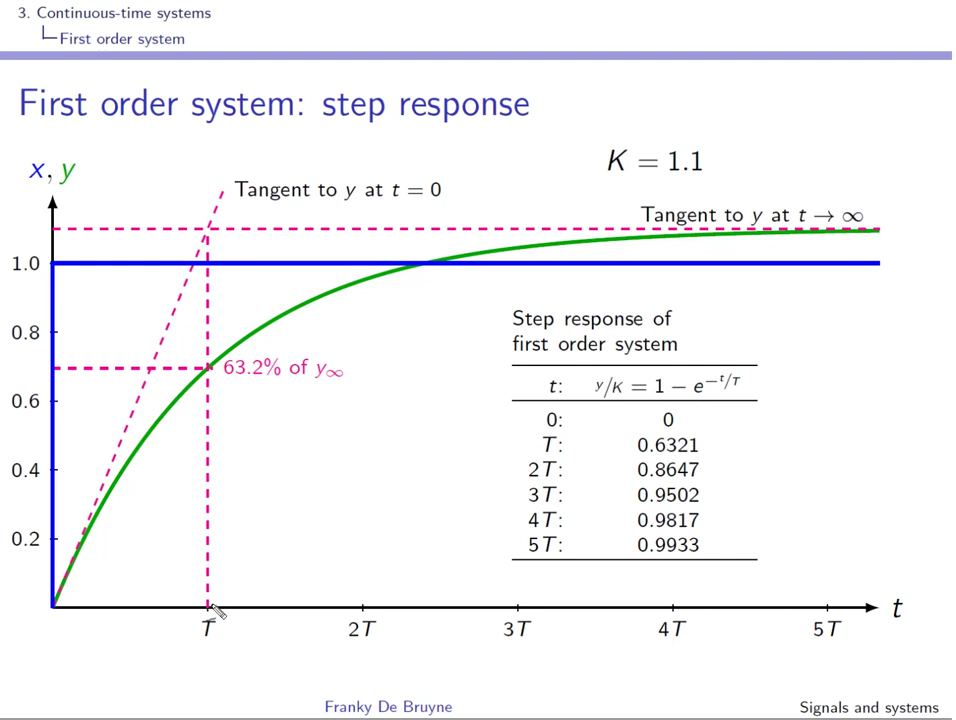 3. Continuous-time systems
First order system
First order system: step response
x, y
K = 1.1
Tangent to y at t = 0
Tangent to y at t → ∞
1.0
0.8
0.6
0.4
0.2
63.2% of y∞
Step response of
first order system
t: y/K = 1 − e^−t/T
0: 0
T: 0.6321
2T: 0.8647
3T: 0.9502
4T: 0.9817
5T: 0.9933
T 2T 3T 4T 5T t
Franky De Bruyne Signals and systems